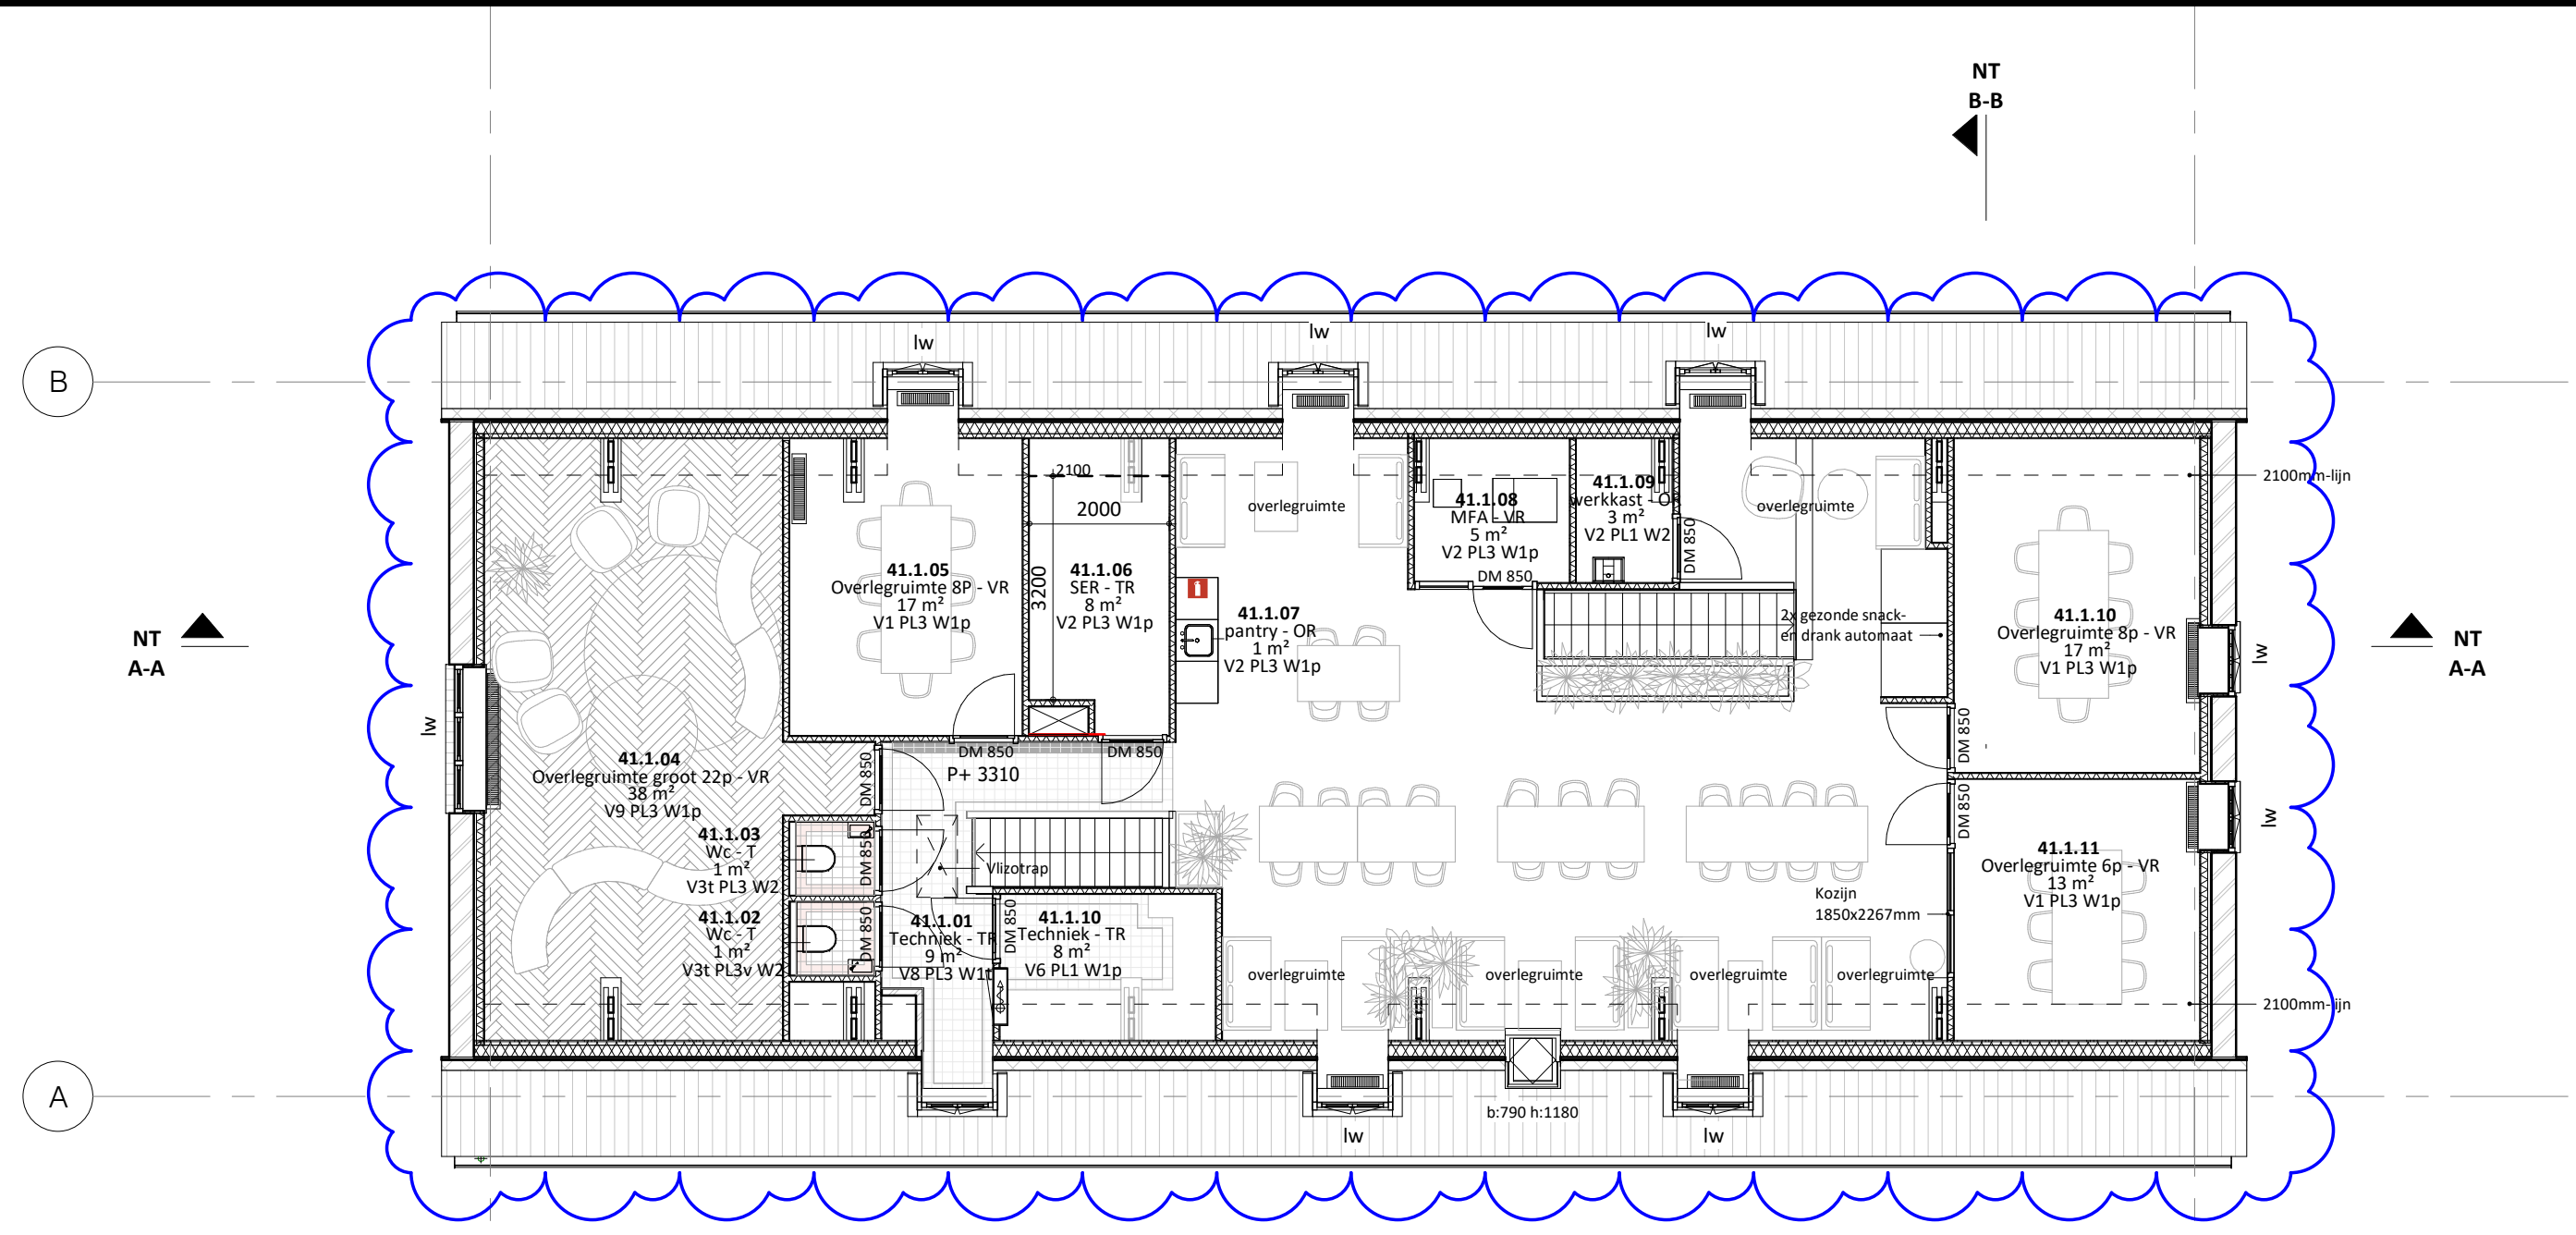 NT
B-B
B
lw
lw
lw
2100
2100mm-lijn
2000
3200
41.1.05
Overlegruimte 8P - VR
17 m²
V1 PL3 W1p
41.1.06
SER - TR
8 m²
V2 PL3 W1p
overlegruimte
41.1.07
pantry - OR
1 m²
V2 PL3 W1p
41.1.08
MFA - VR
5 m²
V2 PL3 W1p
DM 850
41.1.09
werkkast - O
3 m²
V2 PL1 W2
DM 850
overlegruimte
2x gezonde snack-
en drank automaat
41.1.10
Overlegruimte 8p - VR
17 m²
V1 PL3 W1p
lw
NT
A-A
NT
A-A
lw
41.1.04
Overlegruimte groot 22p - VR
38 m²
V9 PL3 W1p
DM 850
DM 850
DM 850
P+ 3310
DM 850
DM 850
lw
41.1.03
Wc - T
1 m²
V3t PL3 W2
DM 850
Vlizotrap
41.1.02
Wc - T
1 m²
V3t PL3v W2
DM 850
41.1.01
Techniek - TR
9 m²
V8 PL3 W1t
DM 850
41.1.10
Techniek - TR
8 m²
V6 PL1 W1p
Kozijn
1850x2267mm
41.1.11
Overlegruimte 6p - VR
13 m²
V1 PL3 W1p
overlegruimte
overlegruimte
overlegruimte
overlegruimte
2100mm-lijn
A
b:790 h:1180
lw
lw